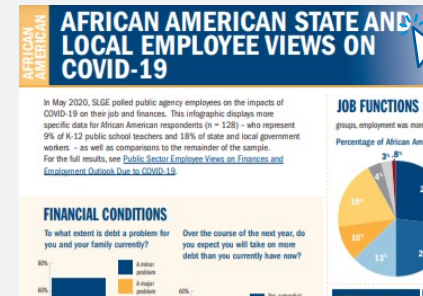 AFRICAN AMERICAN
AFRICAN AMERICAN STATE AND
LOCAL EMPLOYEE VIEWS ON
COVID-19
In May 2020, SLGE polled public agency employees on the impacts of
COVID-19 on their job and finances. This infographic displays more
specific data for African American respondents (n = 128) – who represent
9% of K-12 public school teachers and 18% of state and local government
workers – as well as comparisons to the remainder of the sample.
For the full results, see Public Sector Employee Views on Finances and
Employment Outlook Due to COVID-19.
JOB FUNCTIONS
groups, employment was
Percentage of African
3%
4%
19%
10%
13%
FINANCIAL CONDITIONS
To what extent is debt a problem for
you and your family currently?
80%
60%
A minor
problem
A major
problem
Over the course of the next year, do
you expect you will take on more
debt than you currently have now?
60%